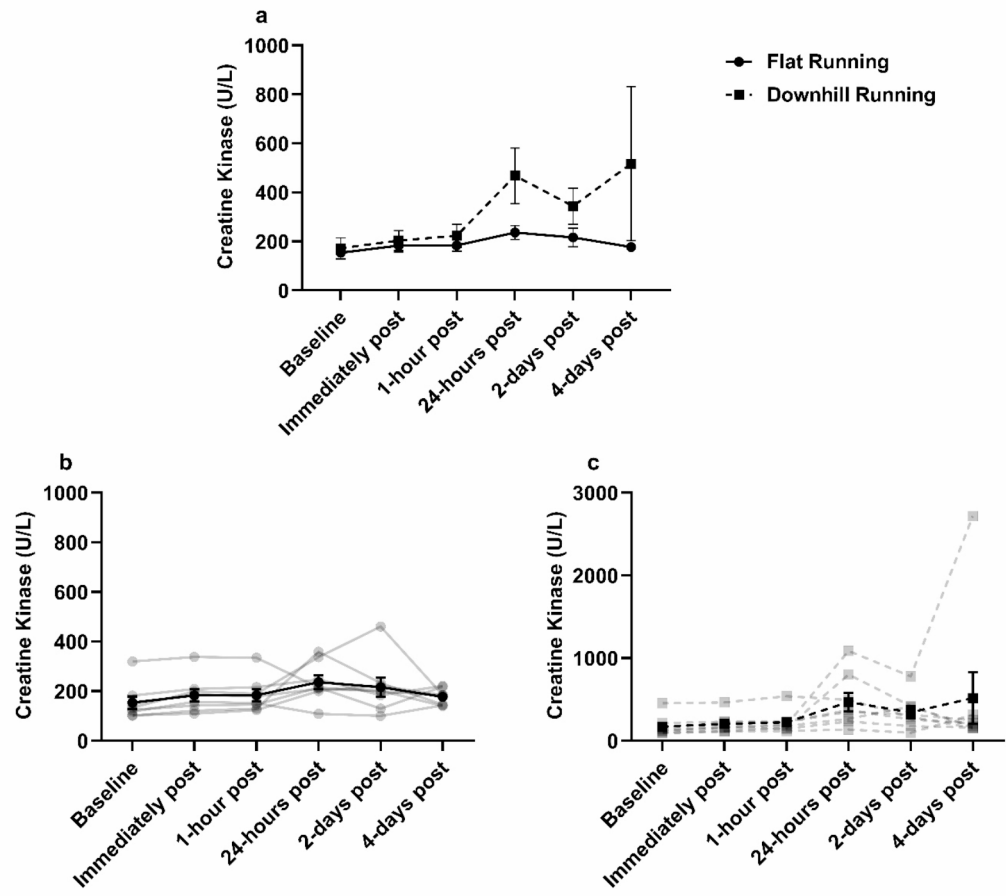 a
Creatine Kinase (U/L)
1000
800
600
400
200
0
Baseline
Immediately post
1-hour post
24-hours post
2-days post
4-days post
Flat Running
Downhill Running
b
Creatine Kinase (U/L)
1000
800
600
400
200
0
Baseline
Immediately post
1-hour post
24-hours post
2-days post
4-days post
c
Creatine Kinase (U/L)
3000
2000
1000
0
Baseline
Immediately post
1-hour post
24-hours post
2-days post
4-days post